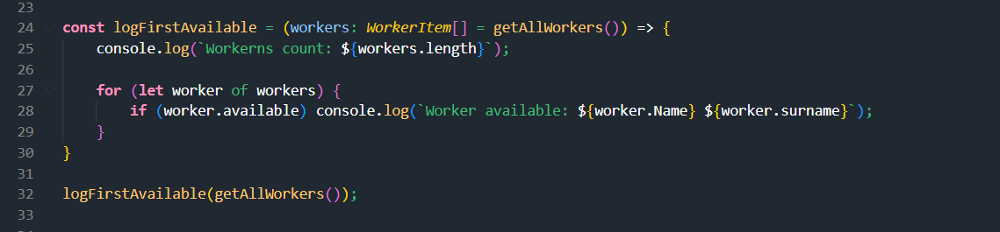 23
24 const logFirstAvailable = (workers: WorkerItem[] = getAllWorkers()) => {
25 console.log(`Workerns count: ${workers.length}`);
26
27 for (let worker of workers) {
28 if (worker.available) console.log(`Worker available: ${worker.Name} ${worker.surname}`);
29 }
30 }
31
32 logFirstAvailable(getAllWorkers());
33